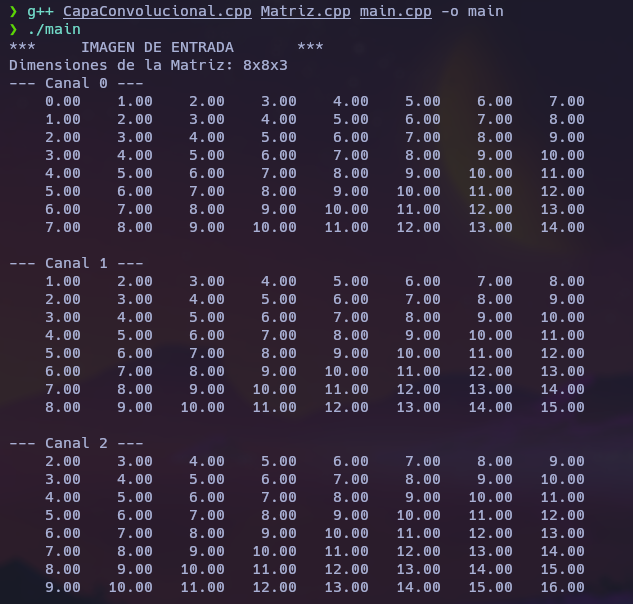 ❯ g++ CapaConvolucional.cpp Matriz.cpp main.cpp -o main
❯ ./main
***     IMAGEN DE ENTRADA       ***
Dimensiones de la Matriz: 8x8x3
--- Canal 0 ---
    0.00    1.00    2.00    3.00    4.00    5.00    6.00    7.00
    1.00    2.00    3.00    4.00    5.00    6.00    7.00    8.00
    2.00    3.00    4.00    5.00    6.00    7.00    8.00    9.00
    3.00    4.00    5.00    6.00    7.00    8.00    9.00   10.00
    4.00    5.00    6.00    7.00    8.00    9.00   10.00   11.00
    5.00    6.00    7.00    8.00    9.00   10.00   11.00   12.00
    6.00    7.00    8.00    9.00   10.00   11.00   12.00   13.00
    7.00    8.00    9.00   10.00   11.00   12.00   13.00   14.00

--- Canal 1 ---
    1.00    2.00    3.00    4.00    5.00    6.00    7.00    8.00
    2.00    3.00    4.00    5.00    6.00    7.00    8.00    9.00
    3.00    4.00    5.00    6.00    7.00    8.00    9.00   10.00
    4.00    5.00    6.00    7.00    8.00    9.00   10.00   11.00
    5.00    6.00    7.00    8.00    9.00   10.00   11.00   12.00
    6.00    7.00    8.00    9.00   10.00   11.00   12.00   13.00
    7.00    8.00    9.00   10.00   11.00   12.00   13.00   14.00
    8.00    9.00   10.00   11.00   12.00   13.00   14.00   15.00

--- Canal 2 ---
    2.00    3.00    4.00    5.00    6.00    7.00    8.00    9.00
    3.00    4.00    5.00    6.00    7.00    8.00    9.00   10.00
    4.00    5.00    6.00    7.00    8.00    9.00   10.00   11.00
    5.00    6.00    7.00    8.00    9.00   10.00   11.00   12.00
    6.00    7.00    8.00    9.00   10.00   11.00   12.00   13.00
    7.00    8.00    9.00   10.00   11.00   12.00   13.00   14.00
    8.00    9.00   10.00   11.00   12.00   13.00   14.00   15.00
    9.00   10.00   11.00   12.00   13.00   14.00   15.00   16.00